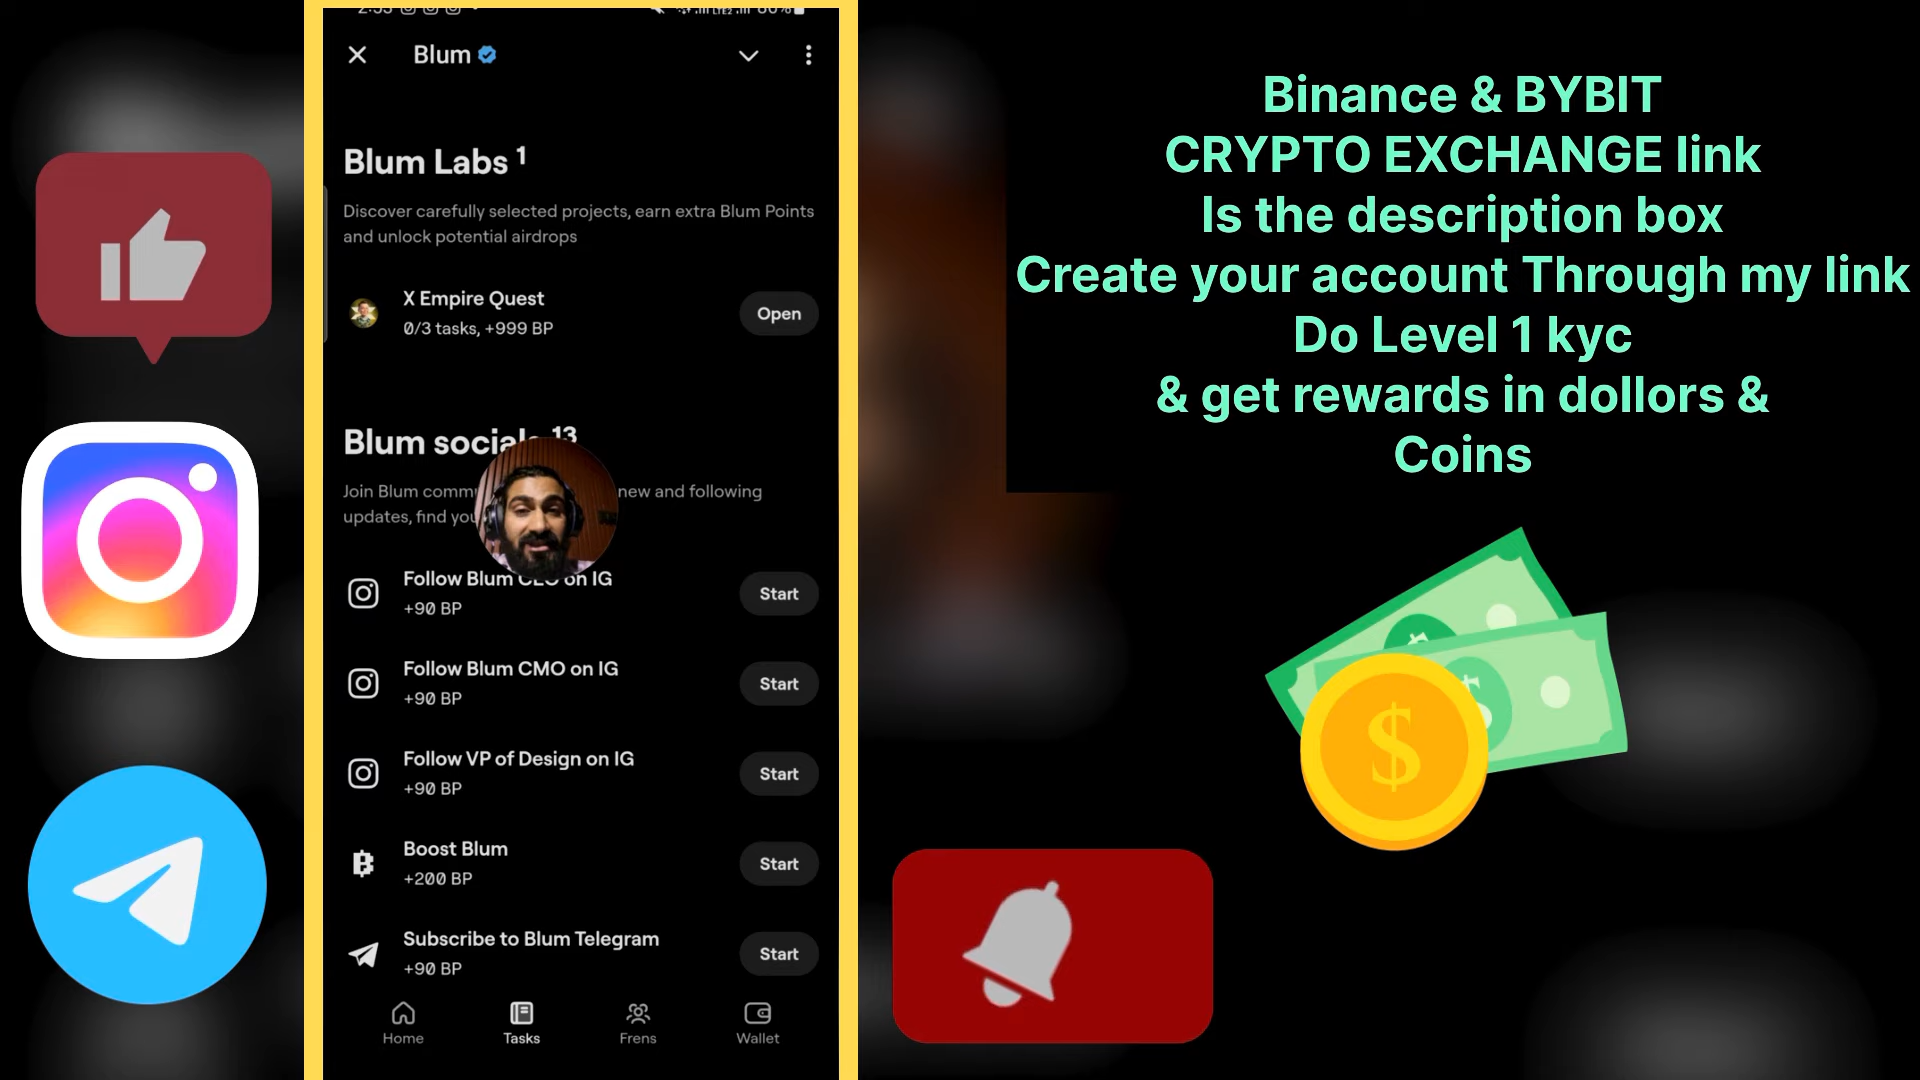 Blum
Blum Labs 1
Discover carefully selected projects, earn extra Blum Points
and unlock potential airdrops
X Empire Quest
0/3 tasks, +999 BP
Open
Blum socials 13
Join Blum new and following
updates, find
Follow Blum CEO on IG
+90 BP
Start
Follow Blum CMO on IG
+90 BP
Start
Follow VP of Design on IG
+90 BP
Start
Boost Blum
+200 BP
Start
Subscribe to Blum Telegram
+90 BP
Start
Home
Tasks
Frens
Wallet
Binance & BYBIT
CRYPTO EXCHANGE link
Is the description box
Create your account Through my link
Do Level 1 kyc
& get rewards in dollors &
Coins
$
$